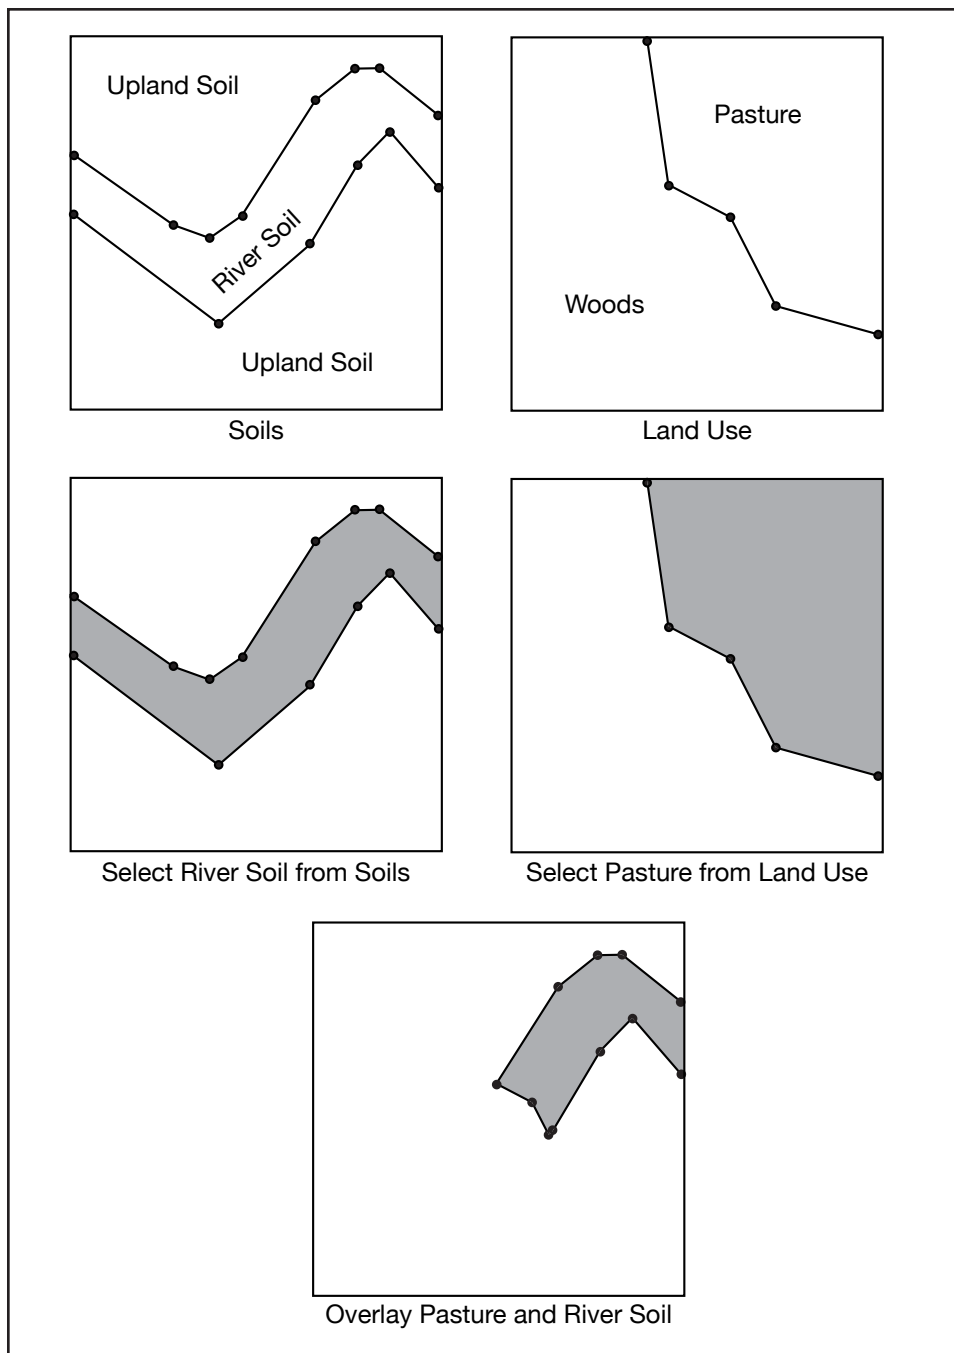 Upland Soil
River Soil
Upland Soil
Soils
Pasture
Woods
Land Use
Select River Soil from Soils
Select Pasture from Land Use
Overlay Pasture and River Soil